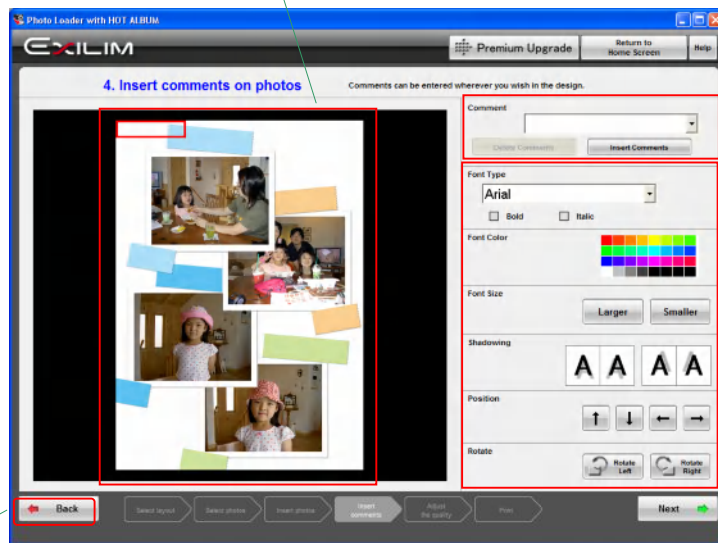 Photo Loader with HOT ALBUM
EXILIM
Premium Upgrade
Return to
Home Screen
Help
4. Insert comments on photos
Comments can be entered wherever you wish in the design.
Comment
Delete Comments
Insert Comments
Font Type
Arial
Bold
Italic
Font Color
Font Size
Larger
Smaller
Shadowing
A A A A
Position
Rotate
Rotate
Left
Rotate
Right
Back
Select layout
Select photos
Insert photos
Insert
comments
Adjust
the quality
Print
Next